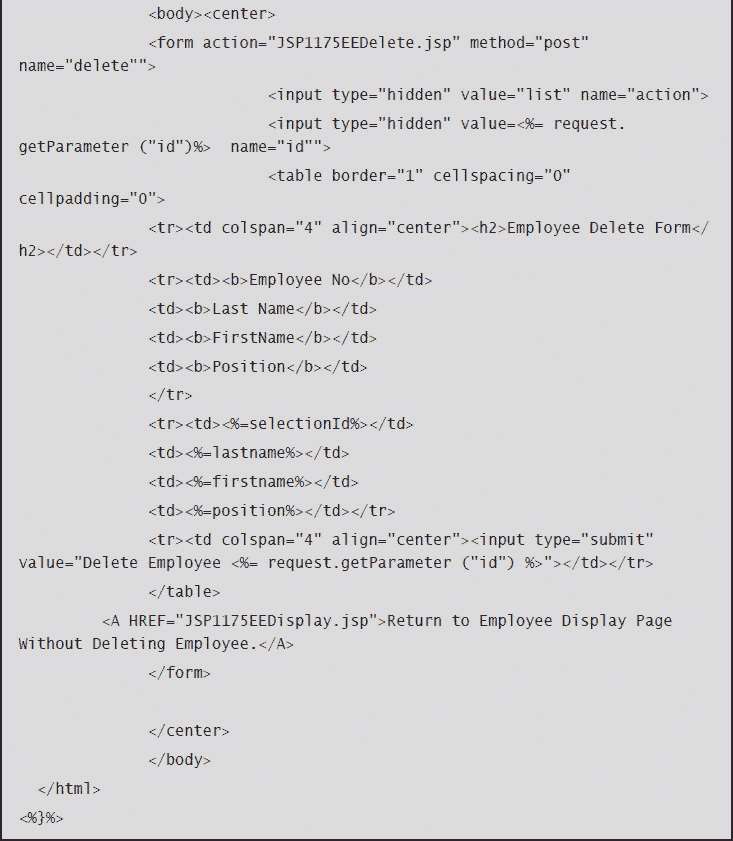 <body><center>
<form action="JSP1175EEDelete.jsp" method="post"
name="delete"">
<input type="hidden" value="list" name="action">
<input type="hidden" value=<%= request.
getParameter ("id")%>  name="id"">
<table border="1" cellspacing="0"
cellpadding="0">
<tr><td colspan="4" align="center"><h2>Employee Delete Form</
h2></td></tr>
<tr><td><b>Employee No</b></td>
<td><b>Last Name</b></td>
<td><b>FirstName</b></td>
<td><b>Position</b></td>
</tr>
<tr><td><%=selectionId%></td>
<td><%=lastname%></td>
<td><%=firstname%></td>
<td><%=position%></td></tr>
<tr><td colspan="4" align="center"><input type="submit"
value="Delete Employee <%= request.getParameter ("id") %>"></td></tr>
</table>
<A HREF="JSP1175EEDisplay.jsp">Return to Employee Display Page
Without Deleting Employee.</A>
</form>
</center>
</body>
</html>
<%}%>